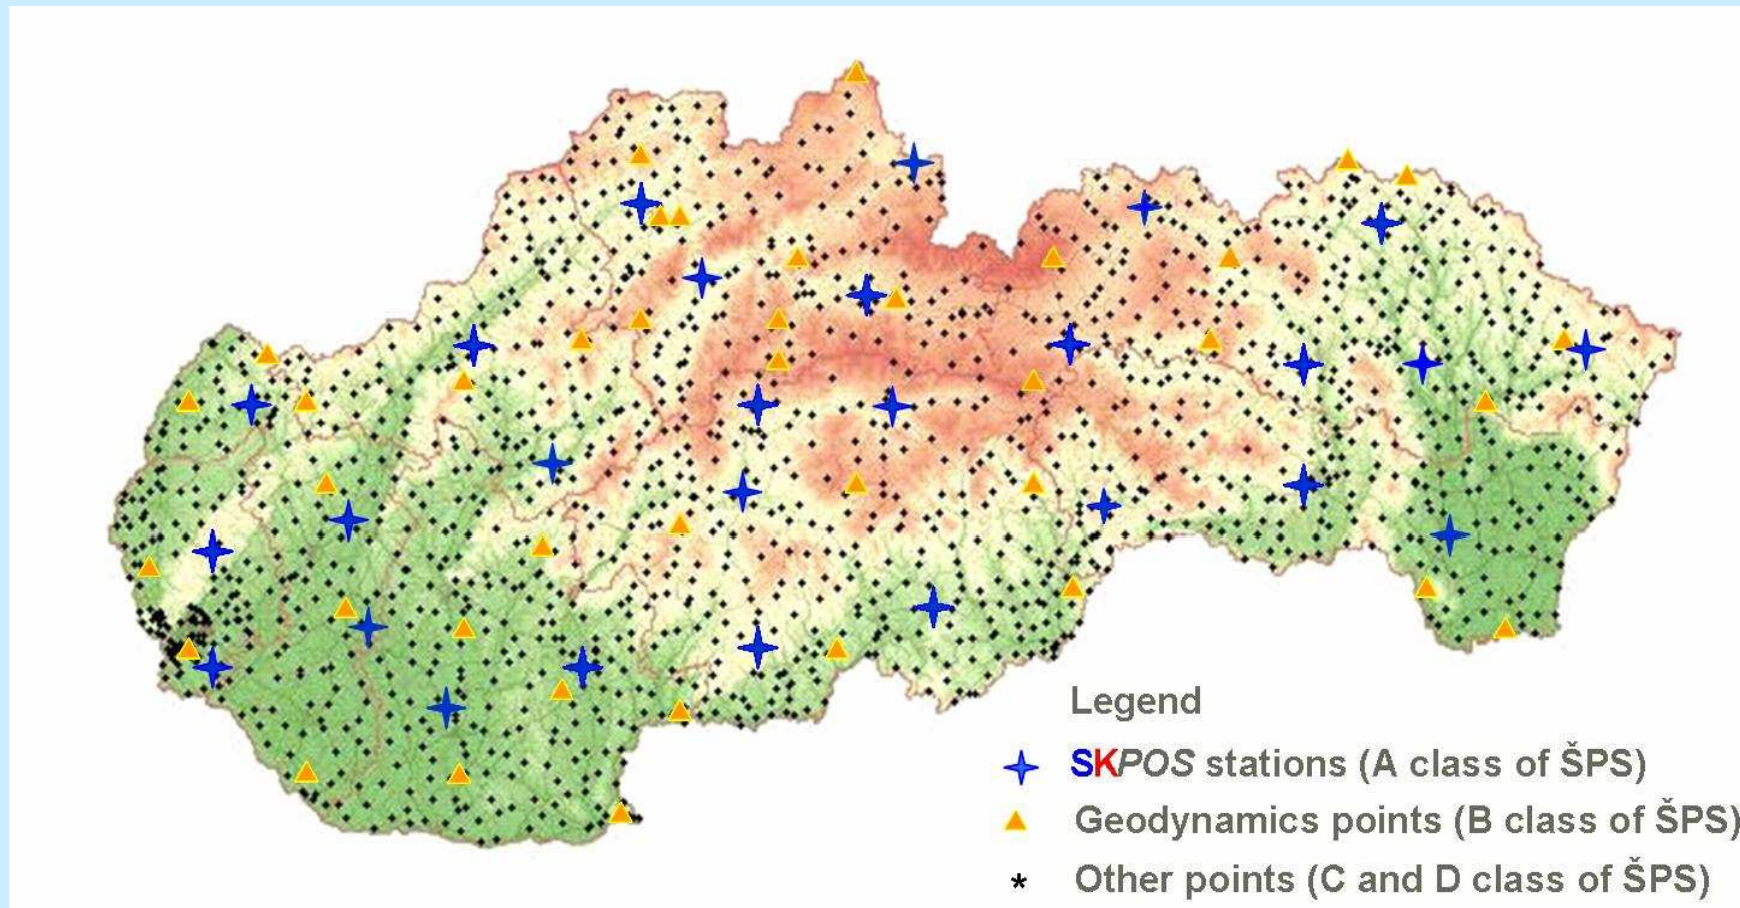 Legend
SKPOS stations (A class of ŠPS)
Geodynamics points (B class of ŠPS)
Other points (C and D class of ŠPS)